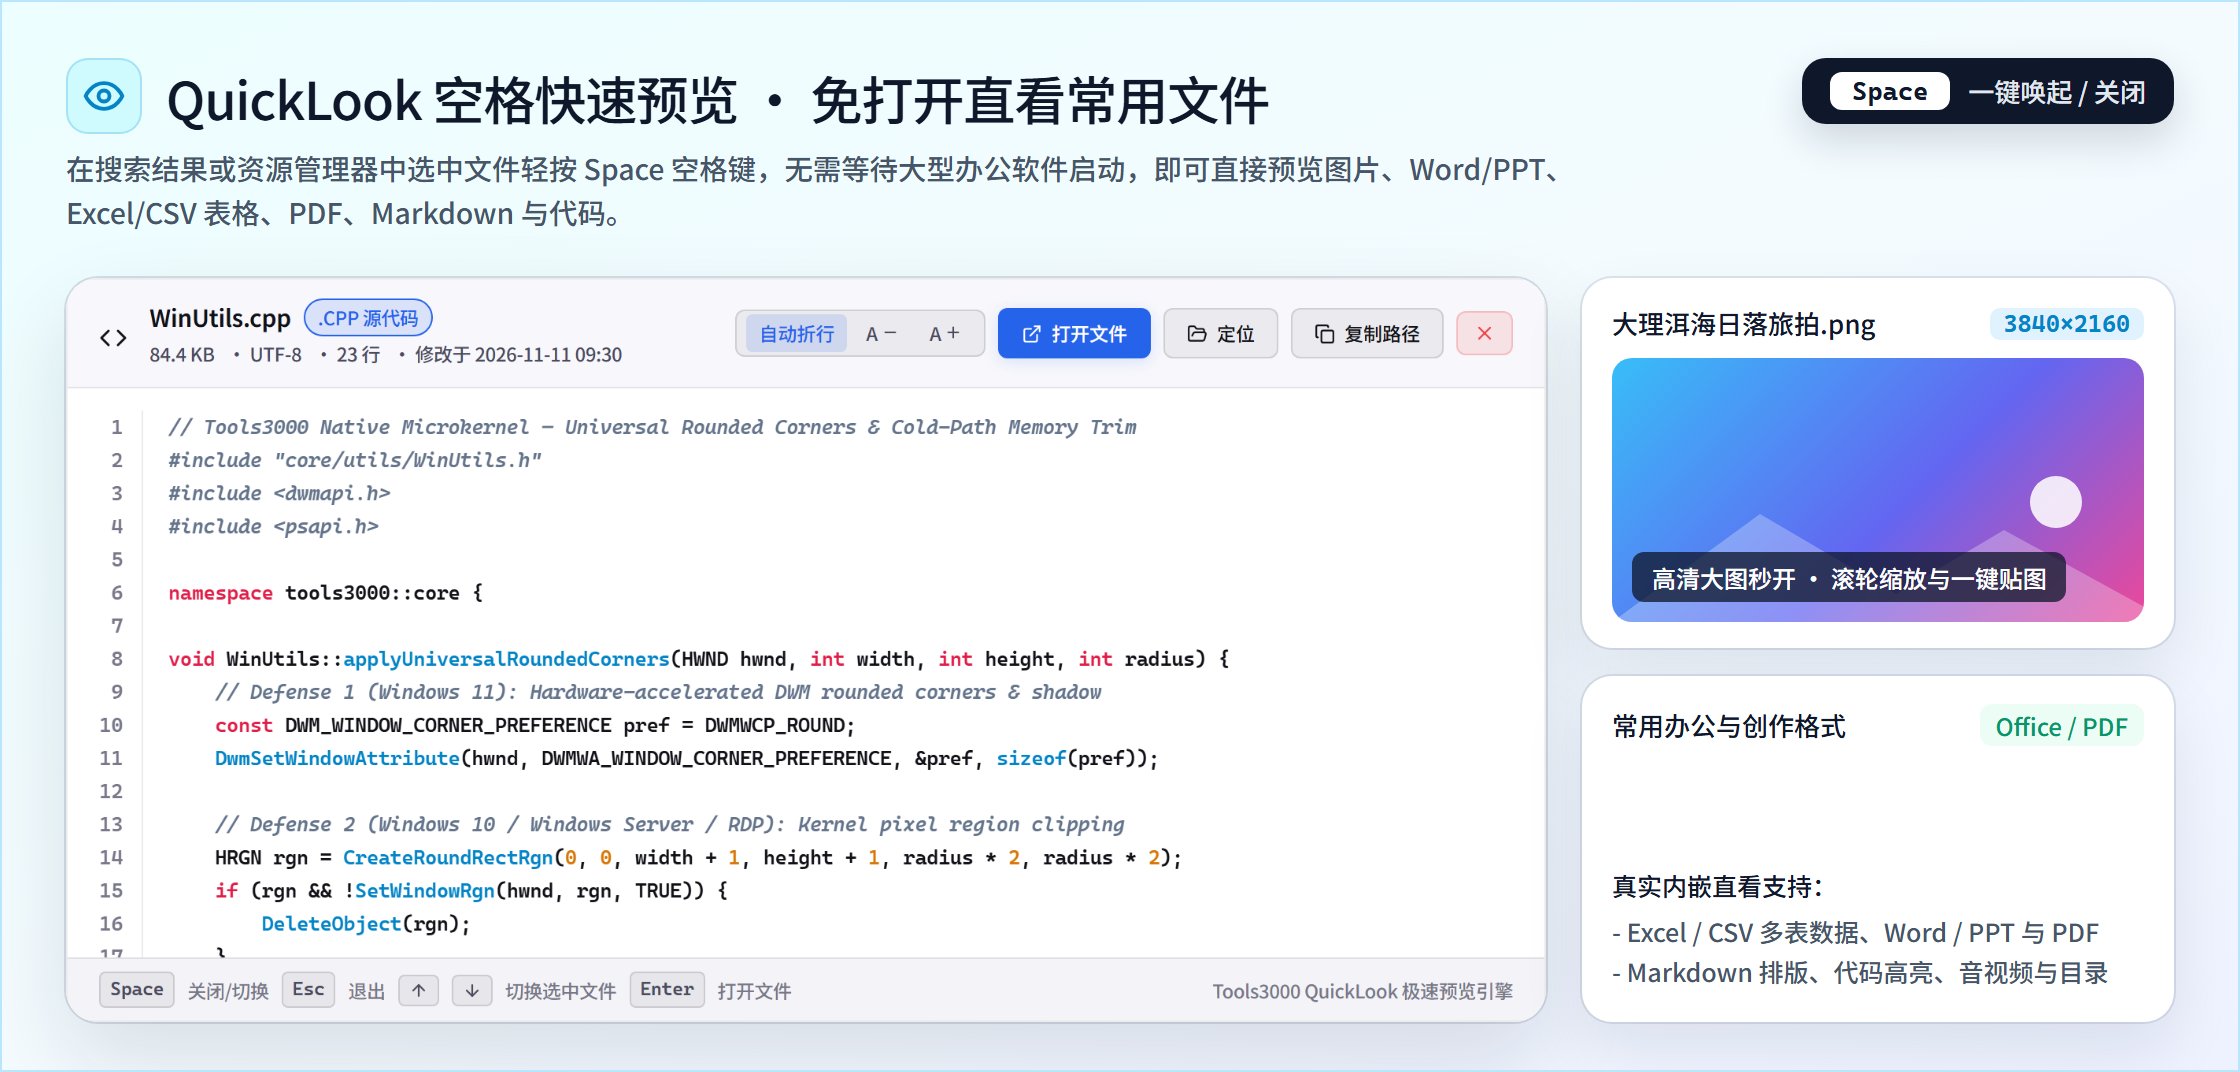 QuickLook 空格快速预览 · 免打开直看常用文件
Space 一键唤起 / 关闭
在搜索结果或资源管理器中选中文件轻按 Space 空格键，无需等待大型办公软件启动，即可直接预览图片、Word/PPT、
Excel/CSV 表格、PDF、Markdown 与代码。
WinUtils.cpp .CPP 源代码
84.4 KB · UTF-8 · 23 行 · 修改于 2026-11-11 09:30
自动折行 A− A+ 打开文件 定位 复制路径
1 // Tools3000 Native Microkernel – Universal Rounded Corners & Cold-Path Memory Trim
2 #include "core/utils/WinUtils.h"
3 #include <dwmapi.h>
4 #include <psapi.h>
5
6 namespace tools3000::core {
7
8 void WinUtils::applyUniversalRoundedCorners(HWND hwnd, int width, int height, int radius) {
9 // Defense 1 (Windows 11): Hardware-accelerated DWM rounded corners & shadow
10 const DWM_WINDOW_CORNER_PREFERENCE pref = DWMWCP_ROUND;
11 DwmSetWindowAttribute(hwnd, DWMWA_WINDOW_CORNER_PREFERENCE, &pref, sizeof(pref));
12
13 // Defense 2 (Windows 10 / Windows Server / RDP): Kernel pixel region clipping
14 HRGN rgn = CreateRoundRectRgn(0, 0, width + 1, height + 1, radius * 2, radius * 2);
15 if (rgn && !SetWindowRgn(hwnd, rgn, TRUE)) {
16 DeleteObject(rgn);
17 }
Space 关闭/切换 Esc 退出 ↑ ↓ 切换选中文件 Enter 打开文件
Tools3000 QuickLook 极速预览引擎
大理洱海日落旅拍.png 3840×2160
高清大图秒开 · 滚轮缩放与一键贴图
常用办公与创作格式 Office / PDF
真实内嵌直看支持：
- Excel / CSV 多表数据、Word / PPT 与 PDF
- Markdown 排版、代码高亮、音视频与目录